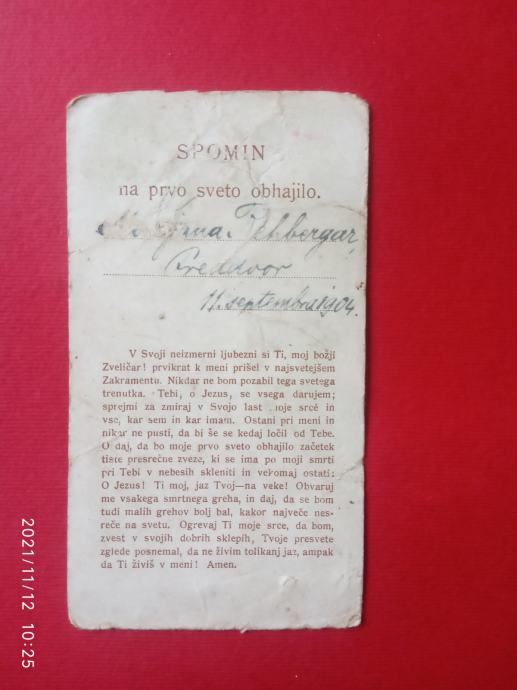 SPOMIN
na prvo sveto obhajilo.
Preddvor
11. septembra 1904.
V Svoji neizmerni ljubezni si Ti, moj božji
Zveličar! prvikrat k meni prišel v najsvetejšem
Zakramentu. Nikdar ne bom pozabil tega svetega
trenutka. Tebi, o Jezus, se vsega darujem;
sprejmi za zmiraj v Svojo last moje srcé in
vse, kar sem in kar imam. Ostani pri meni in
nikar ne pusti, da bi še se kedaj ločil od Tebe.
O daj, da bo moje prvo sveto obhajilo začetek
tiste presrečne zveze, ki se ima po moji smrti
pri Tebi v nebesih skleniti in vekomaj ostati:
O Jezus! Ti moj, jaz Tvoj—na veke! Obvaruj
me vsakega smrtnega greha, in daj, da se bom
tudi malih grehov bolj bal, kakor največe nes-
reče na svetu. Ogrevaj Ti moje srce, da bom,
zvest v svojih dobrih sklepih, Tvoje presvete
zglede posnemal, da ne živim tolikanj jaz, ampak
da Ti živiš v meni! Amen.
2021/11/12 10:25